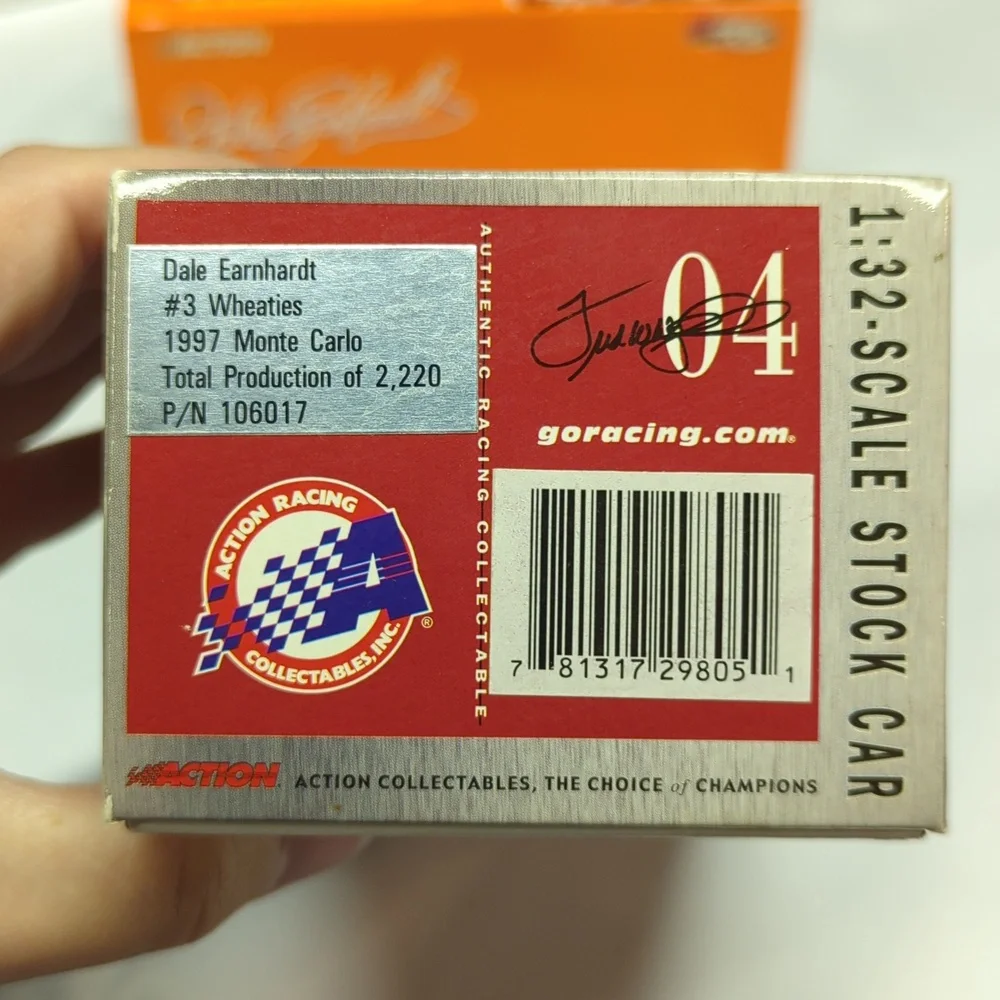 Dale Earnhardt
#3 Wheaties
1997 Monte Carlo
Total Production of 2,220
P/N 106017
AUTHENTIC RACING COLLECTABLE
04
goracing.com®
ACTION RACING
A
COLLECTABLES, INC.
®
7 81317 29805 1
ACTION
ACTION COLLECTABLES, THE CHOICE of CHAMPIONS
1:32-SCALE STOCK CAR